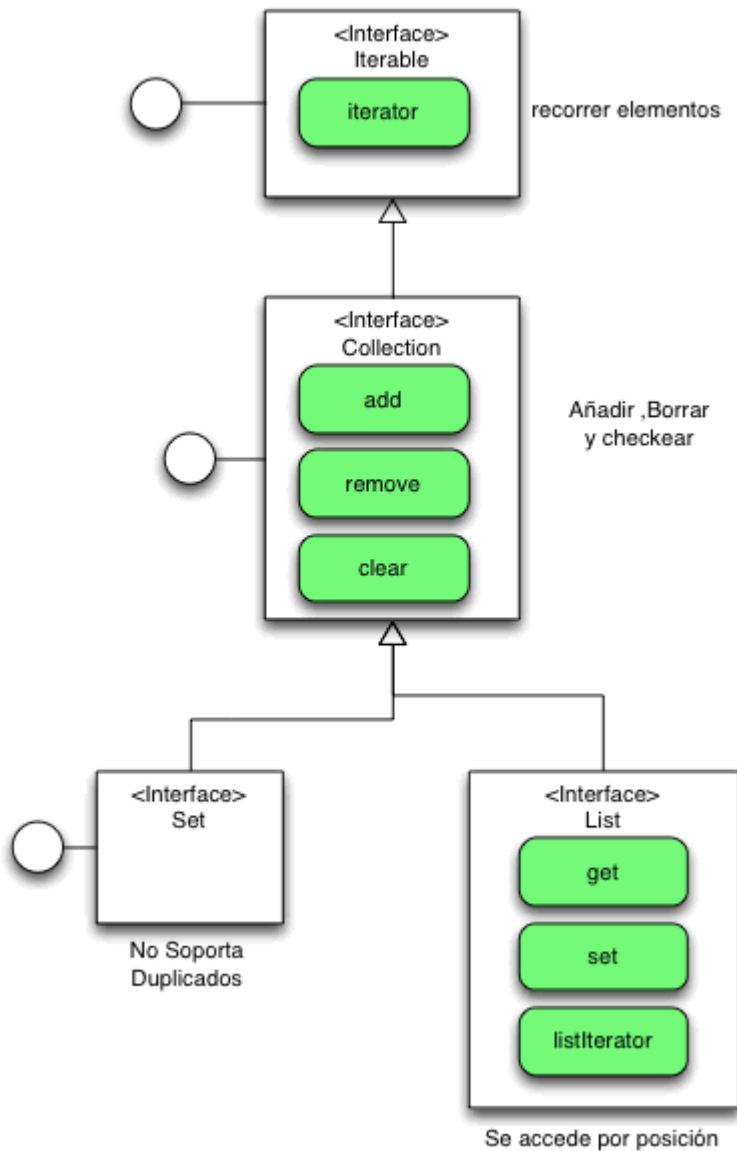 <Interface>
Iterable
iterator
recorrer elementos
<Interface>
Collection
add
remove
clear
Añadir ,Borrar
y checkear
<Interface>
Set
No Soporta
Duplicados
<Interface>
List
get
set
listIterator
Se accede por posición